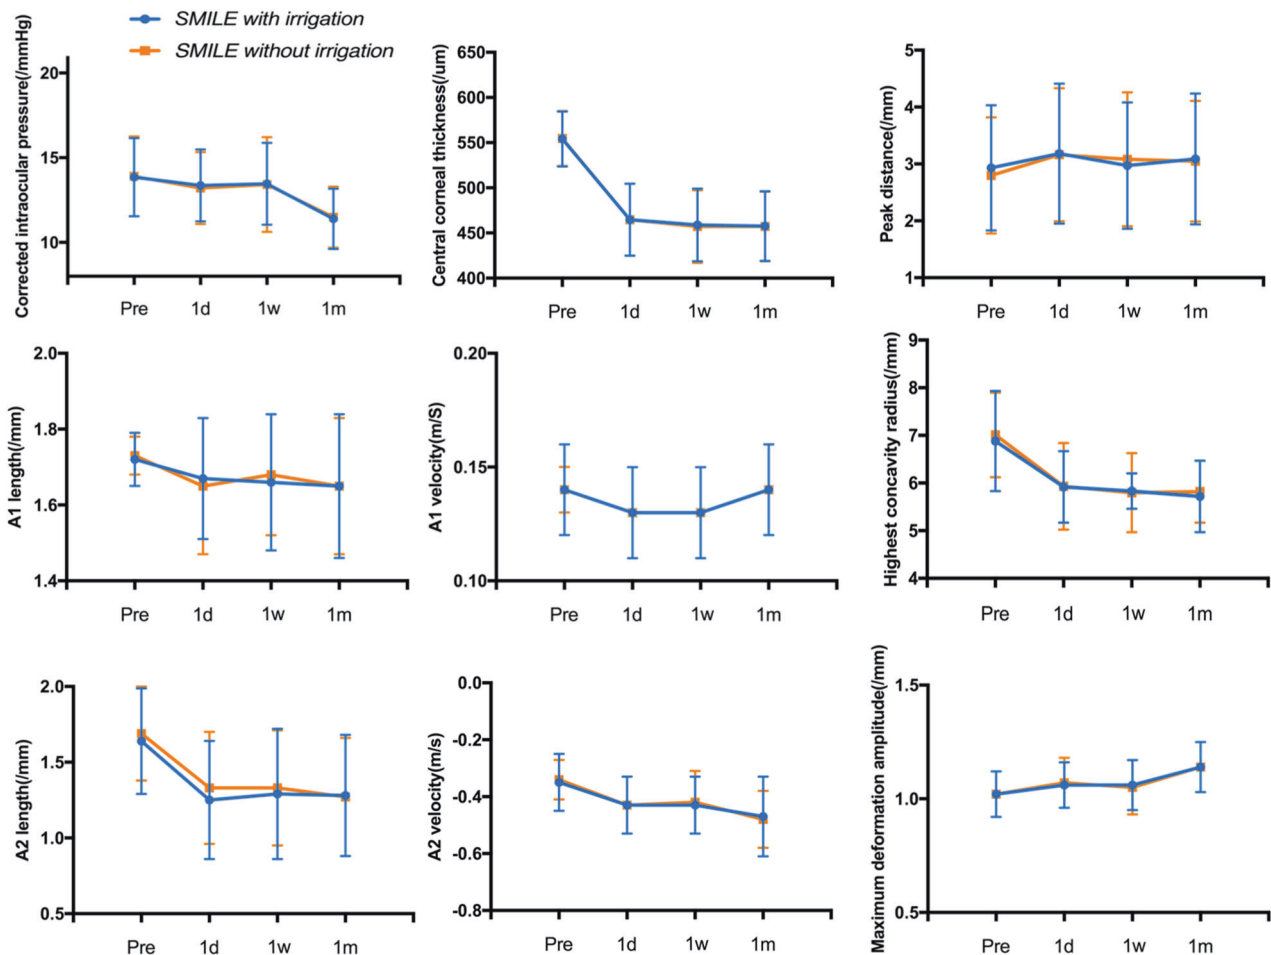 SMILE with irrigation
SMILE without irrigation
Corrected intraocular pressure(/mmHg)
20
15
10
Pre 1d 1w 1m
Central corneal thickness(/um)
650
600
550
500
450
400
Pre 1d 1w 1m
Peak distance(/mm)
5
4
3
2
1
Pre 1d 1w 1m
A1 length(/mm)
2.0
1.8
1.6
1.4
Pre 1d 1w 1m
A1 velocity(m/S)
0.20
0.15
0.10
Pre 1d 1w 1m
Highest concavity radius(/mm)
9
8
7
6
5
4
Pre 1d 1w 1m
A2 length(/mm)
2.0
1.5
1.0
0.5
Pre 1d 1w 1m
A2 velocity(m/s)
0.0
-0.2
-0.4
-0.6
-0.8
Pre 1d 1w 1m
Maximum deformation amplitude(/mm)
1.5
1.0
0.5
Pre 1d 1w 1m